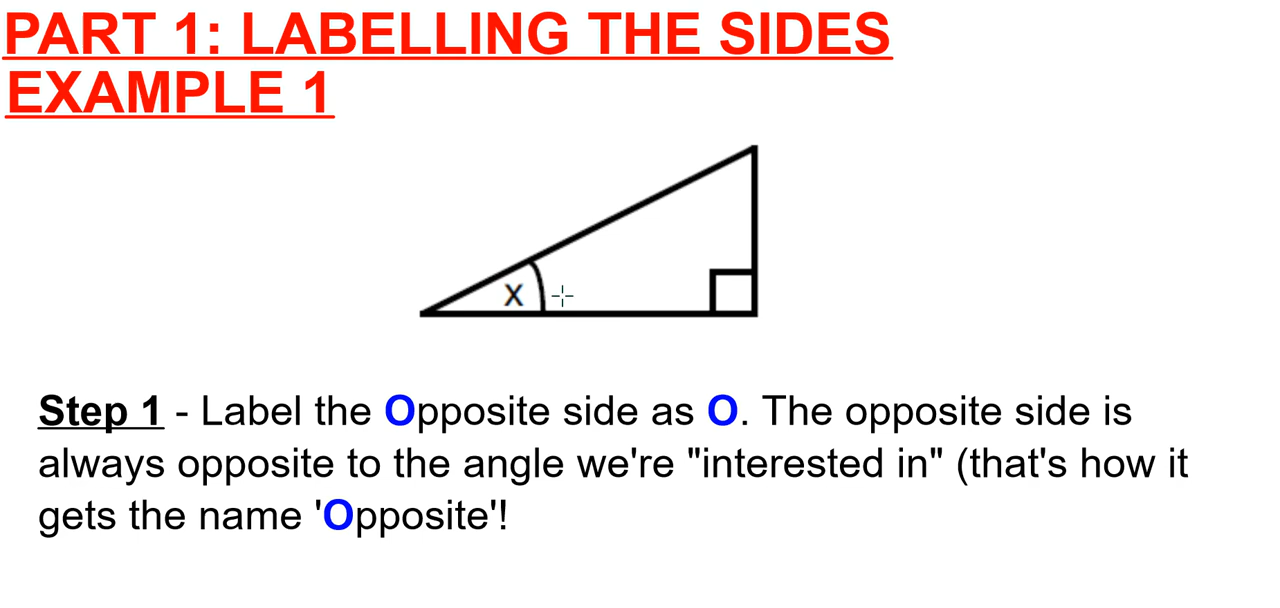 PART 1: LABELLING THE SIDES
EXAMPLE 1
x
Step 1 - Label the Opposite side as O. The opposite side is
always opposite to the angle we're "interested in" (that's how it
gets the name 'Opposite'!